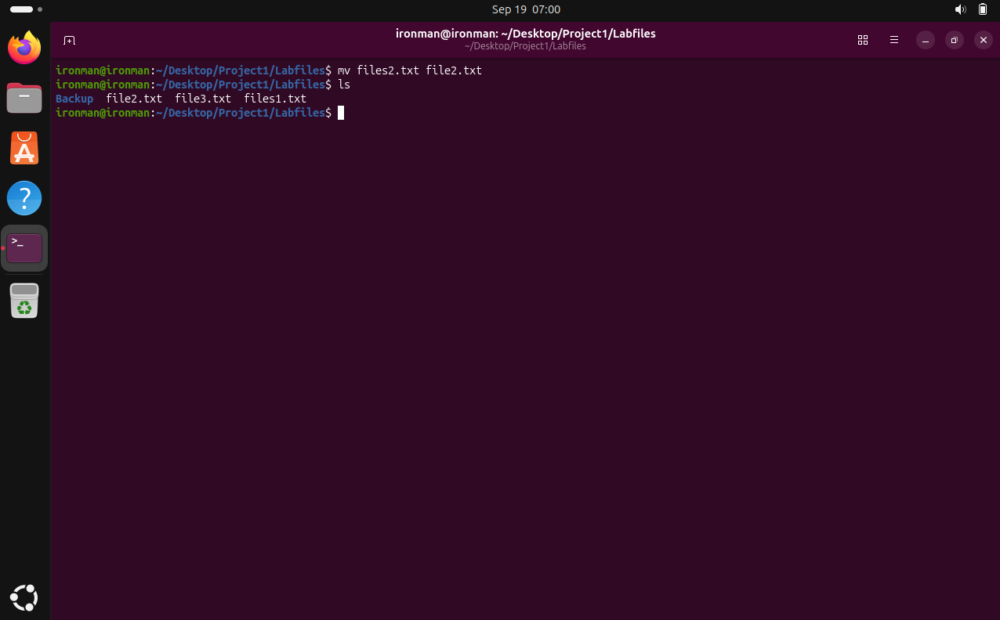 Sep 19 07:00
ironman@ironman: ~/Desktop/Project1/Labfiles
~/Desktop/Project1/Labfiles
ironman@ironman:~/Desktop/Project1/Labfiles$ mv files2.txt file2.txt
ironman@ironman:~/Desktop/Project1/Labfiles$ ls
Backup  file2.txt  file3.txt  files1.txt
ironman@ironman:~/Desktop/Project1/Labfiles$